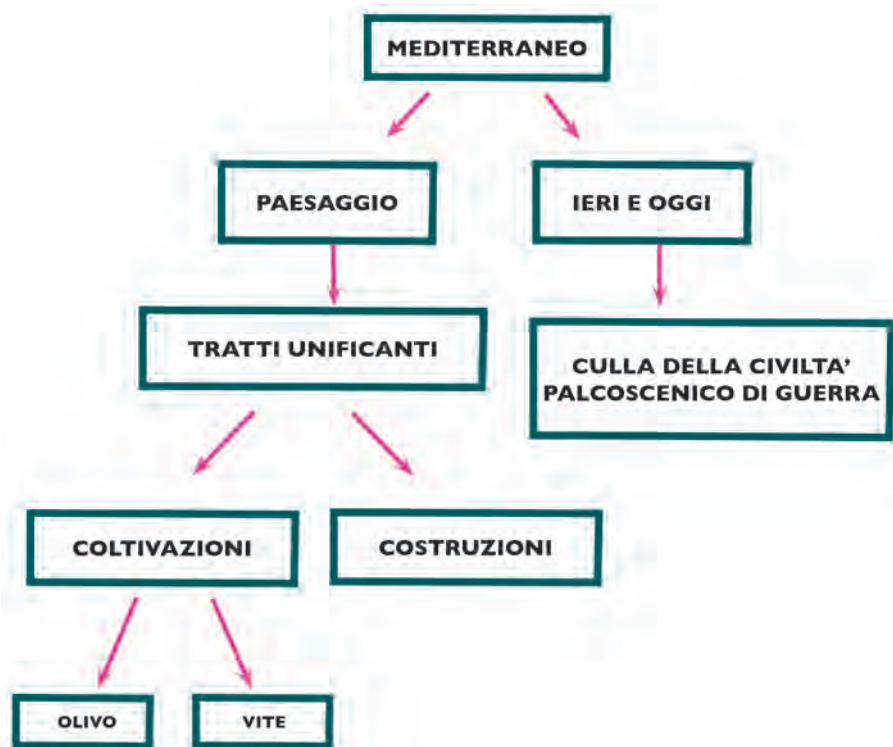 MEDITERRANEO
PAESAGGIO
IERI E OGGI
TRATTI UNIFICANTI
CULLA DELLA CIVILTA'
PALCOSCENICO DI GUERRA
COLTIVAZIONI
COSTRUZIONI
OLIVO
VITE